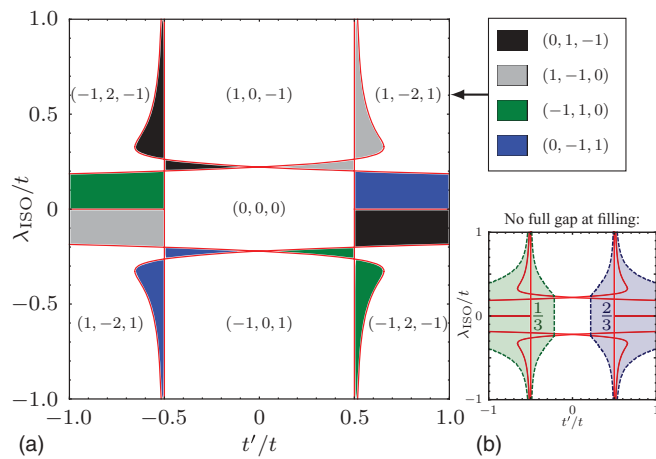 1.0
0.5
0
−0.5
−1.0
λISO/t
−1.0 −0.5 0 0.5 1.0
t′/t
(a)
(−1, 2, −1)
(1, 0, −1)
(1, −2, 1)
(0, 0, 0)
(1, −2, 1)
(−1, 0, 1)
(−1, 2, −1)
(0, 1, −1)
(1, −1, 0)
(−1, 1, 0)
(0, −1, 1)
No full gap at filling:
1
0
−1
λISO/t
1/3
2/3
−1 0 1
t′/t
(b)